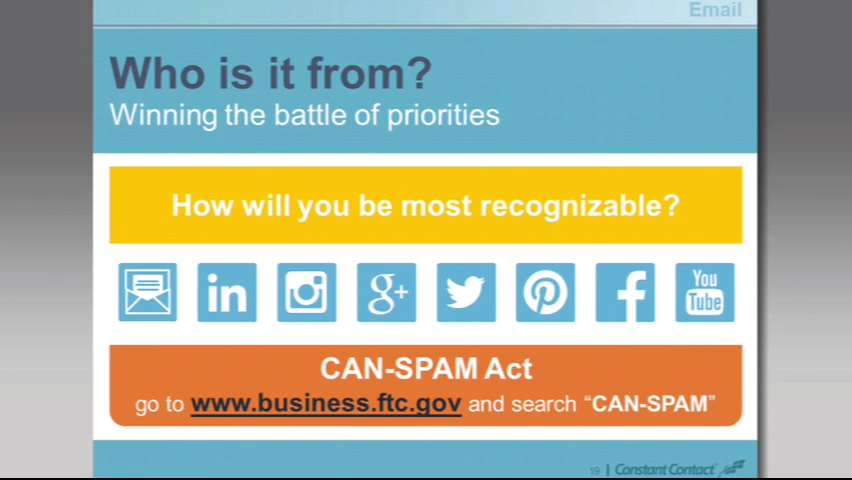 Email
Who is it from?
Winning the battle of priorities
How will you be most recognizable?
in g+ You
Tube
CAN-SPAM Act
go to www.business.ftc.gov and search “CAN-SPAM”
19 | Constant Contact